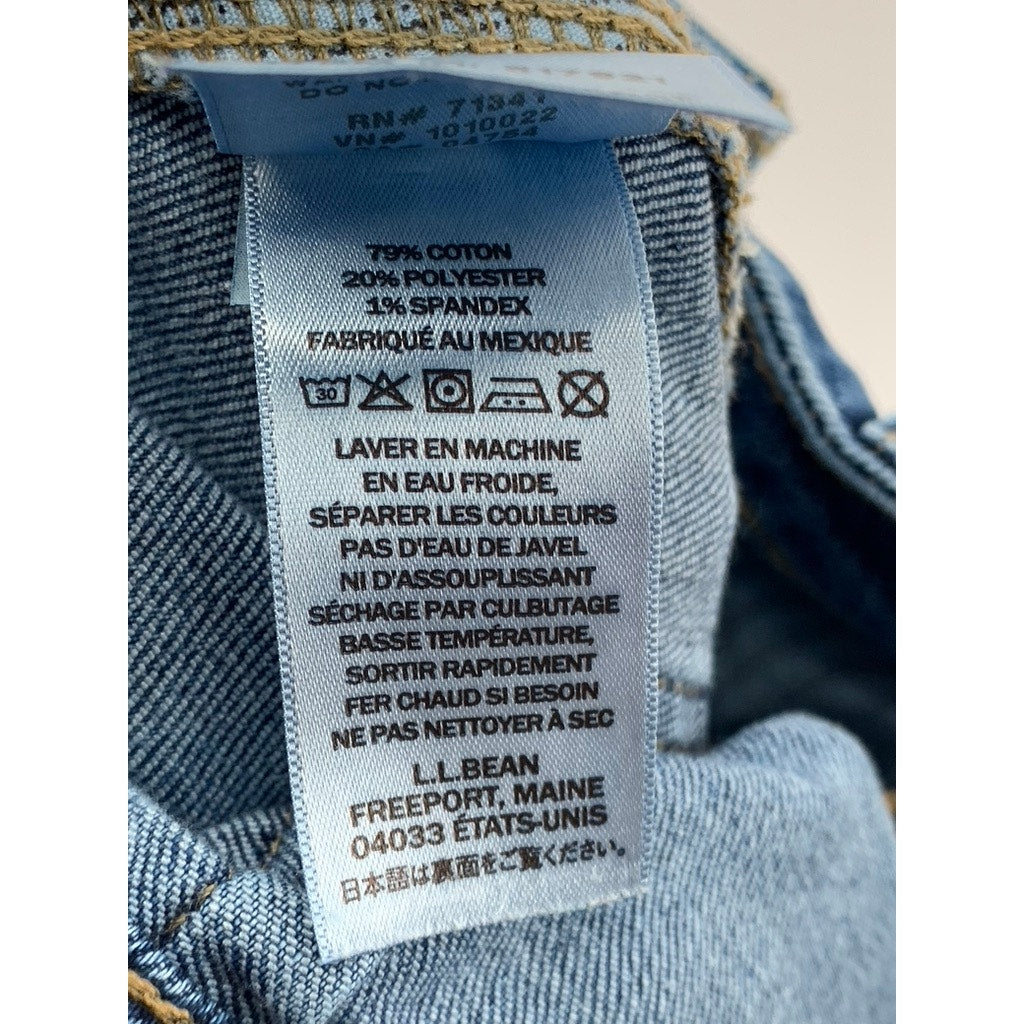 DO NO
RN# 71341
VN# 1010022
79% COTON
20% POLYESTER
1% SPANDEX
FABRIQUÉ AU MEXIQUE
30
LAVER EN MACHINE
EN EAU FROIDE,
SÉPARER LES COULEURS
PAS D'EAU DE JAVEL
NI D'ASSOUPLISSANT
SÉCHAGE PAR CULBUTAGE
BASSE TEMPÉRATURE,
SORTIR RAPIDEMENT
FER CHAUD SI BESOIN
NE PAS NETTOYER À SEC
L.L.BEAN
FREEPORT, MAINE
04033 ÉTATS-UNIS
日本語は裏面をご覧ください。